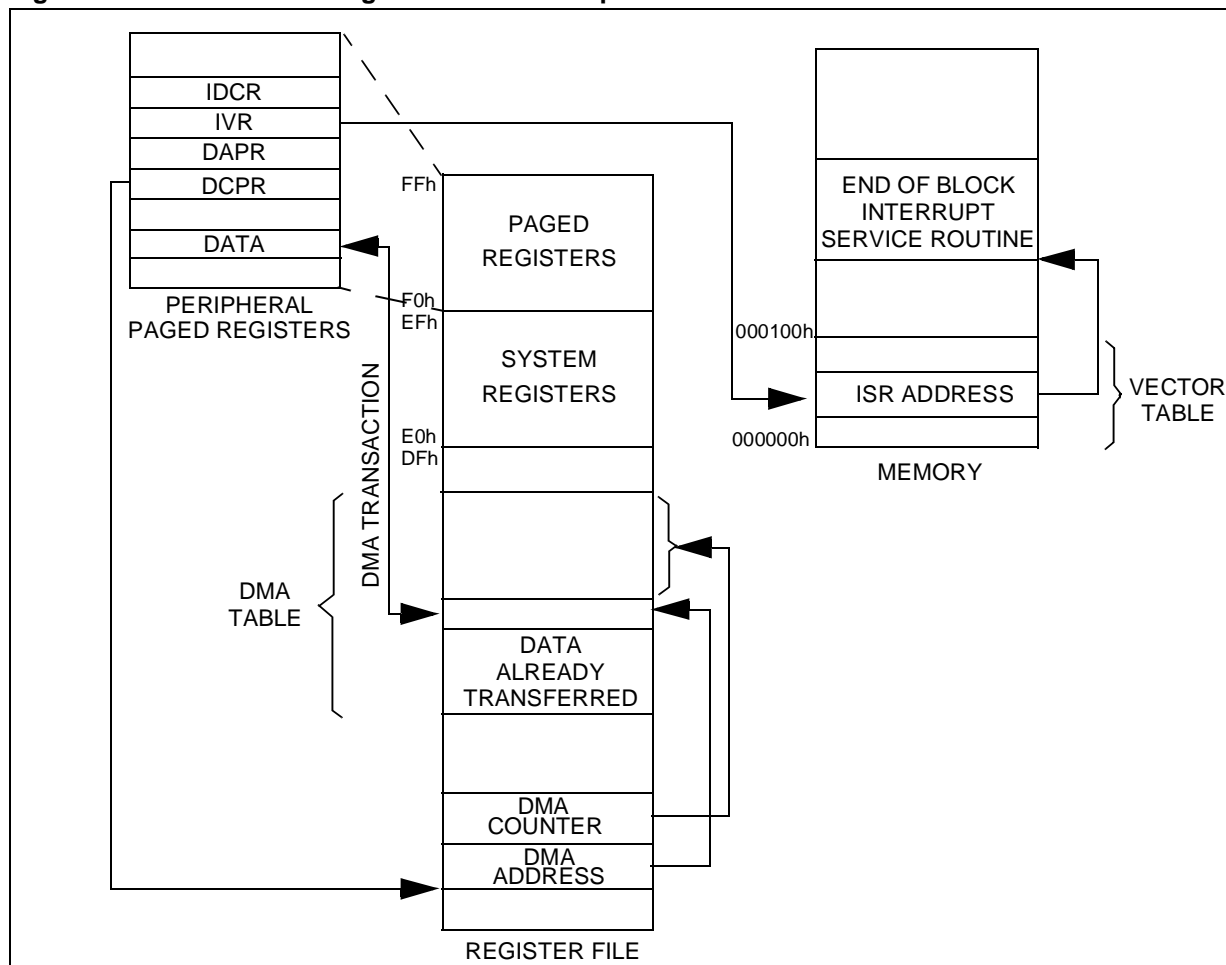 IDCR
IVR
DAPR
DCPR
DATA
PERIPHERAL
PAGED REGISTERS
FFh
PAGED
REGISTERS
F0h
EFh
SYSTEM
REGISTERS
E0h
DFh
DMA TRANSACTION
DMA
TABLE
DATA
ALREADY
TRANSFERRED
DMA
COUNTER
DMA
ADDRESS
REGISTER FILE
END OF BLOCK
INTERRUPT
SERVICE ROUTINE
000100h
ISR ADDRESS
000000h
VECTOR
TABLE
MEMORY